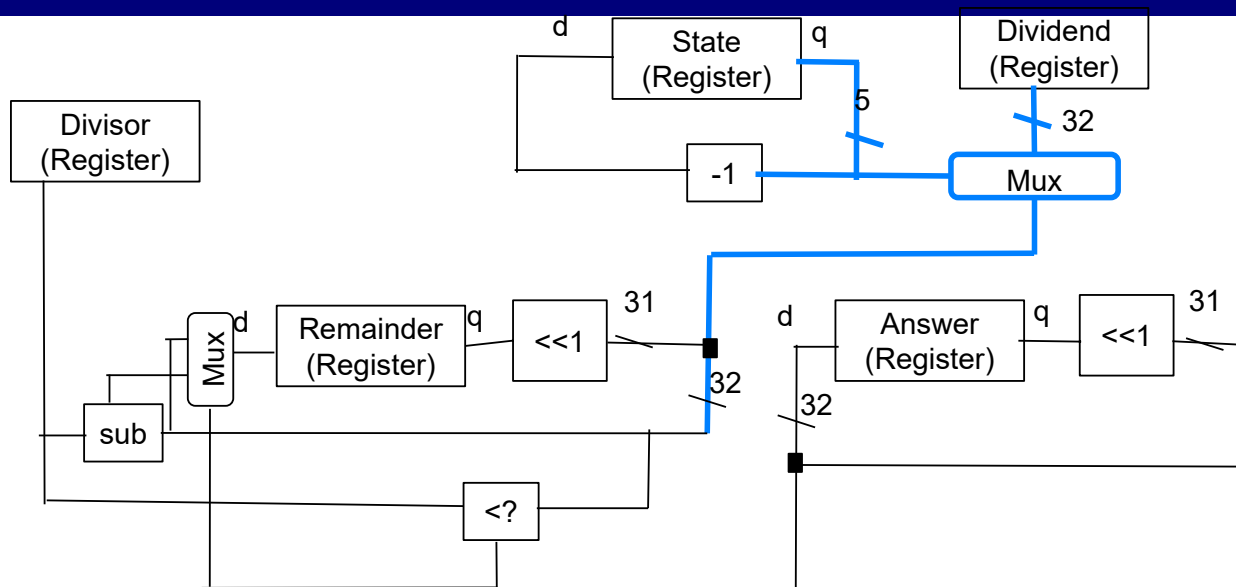 d
State
(Register)
q
Dividend
(Register)
5
32
Divisor
(Register)
-1
Mux
Mux
d
Remainder
(Register)
q
<<1
31
d
Answer
(Register)
q
<<1
31
32
32
sub
<?